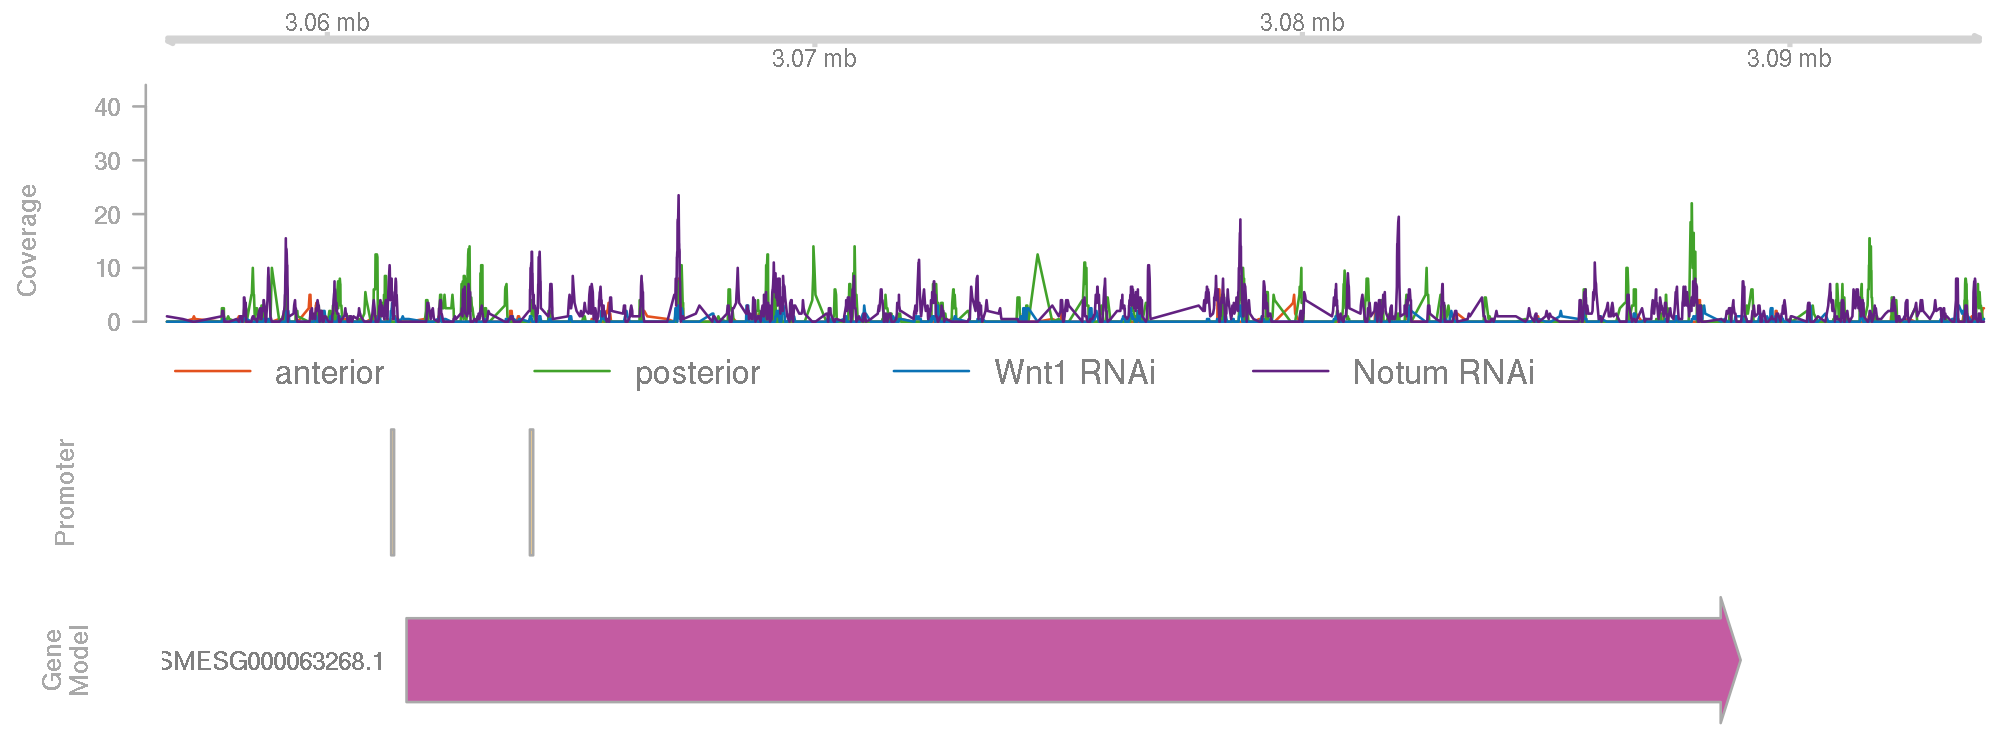 3.06 mb
3.08 mb
3.07 mb
3.09 mb
Coverage
40
30
20
10
0
anterior posterior Wnt1 RNAi Notum RNAi
Promoter
Gene
Model
SMESG000063268.1